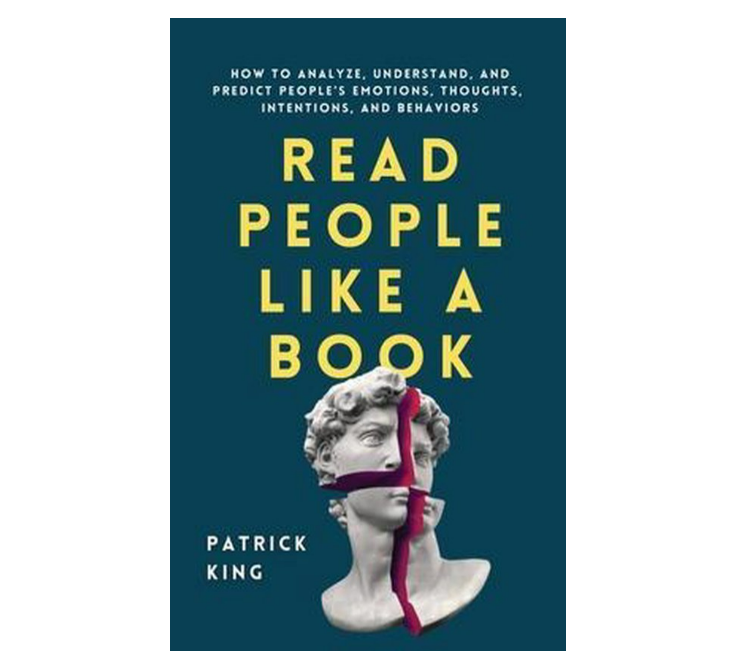 HOW TO ANALYZE, UNDERSTAND, AND
PREDICT PEOPLE'S EMOTIONS, THOUGHTS,
INTENTIONS, AND BEHAVIORS
READ
PEOPLE
LIKE A
BOOK
PATRICK
KING